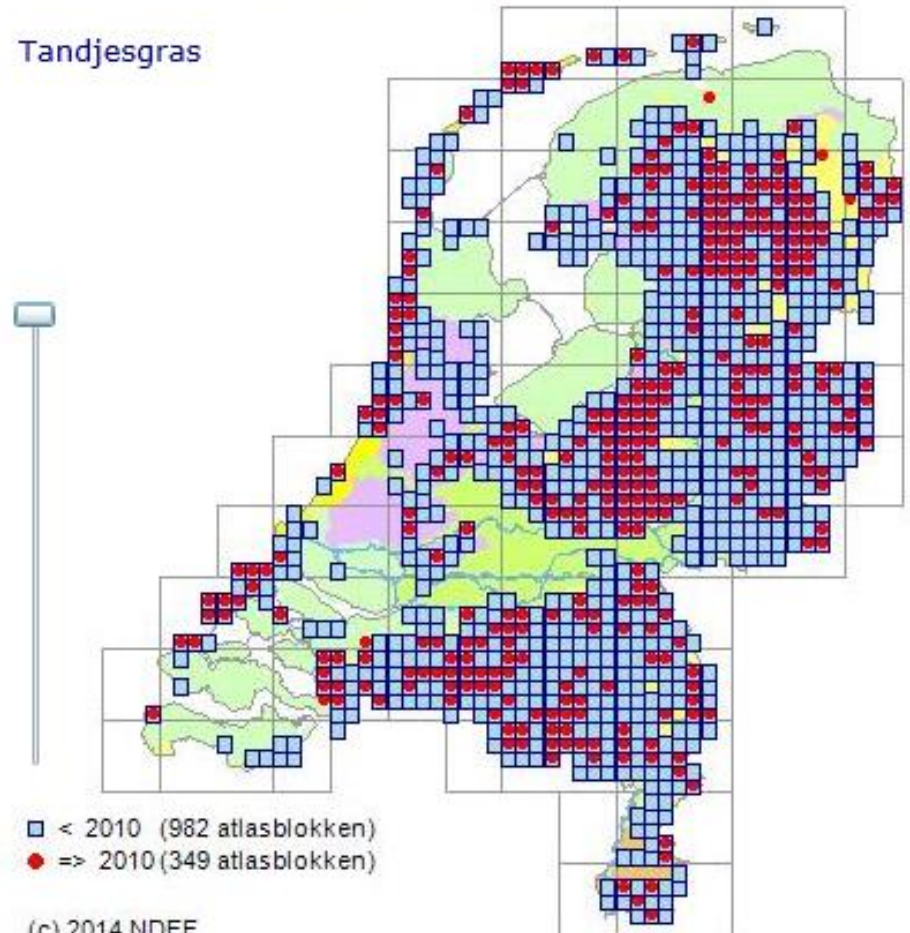 Tandjesgras
< 2010 (982 atlasblokken)
=> 2010 (349 atlasblokken)
(c) 2014 NDFF